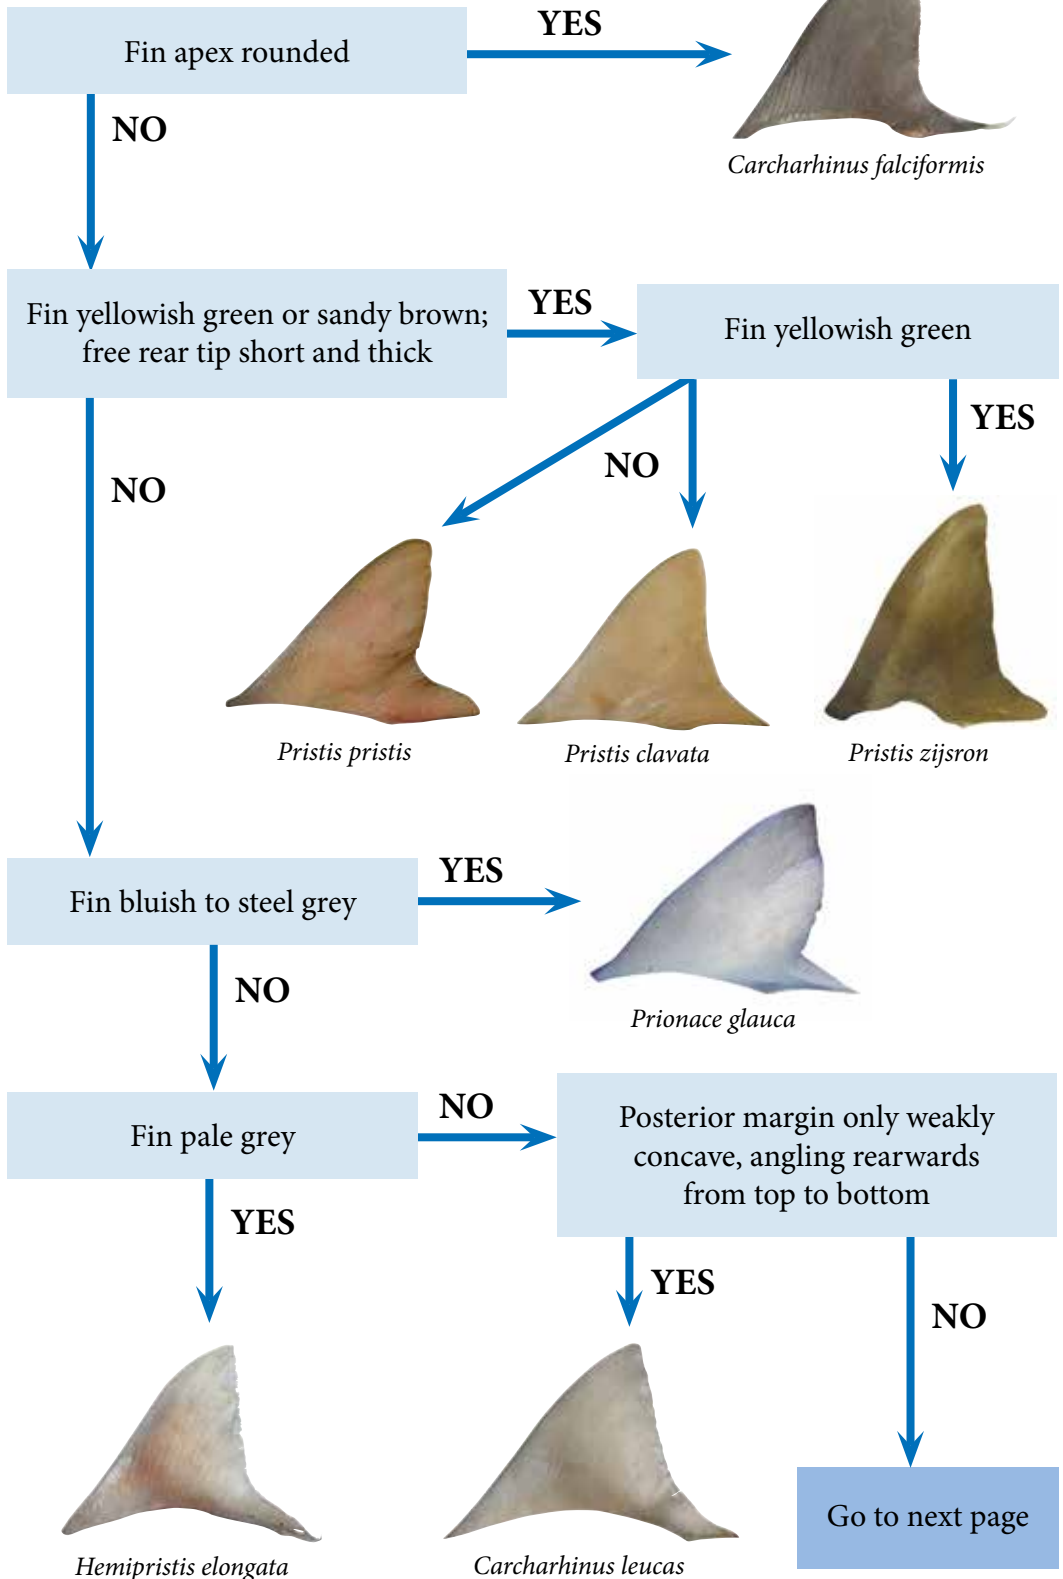 Fin apex rounded
YES
NO
Carcharhinus falciformis
Fin yellowish green or sandy brown;
free rear tip short and thick
YES
Fin yellowish green
NO
YES
NO
Pristis pristis
Pristis clavata
Pristis zijsron
Fin bluish to steel grey
YES
NO
Prionace glauca
Fin pale grey
NO
Posterior margin only weakly
concave, angling rearwards
from top to bottom
YES
YES
NO
Hemipristis elongata
Carcharhinus leucas
Go to next page